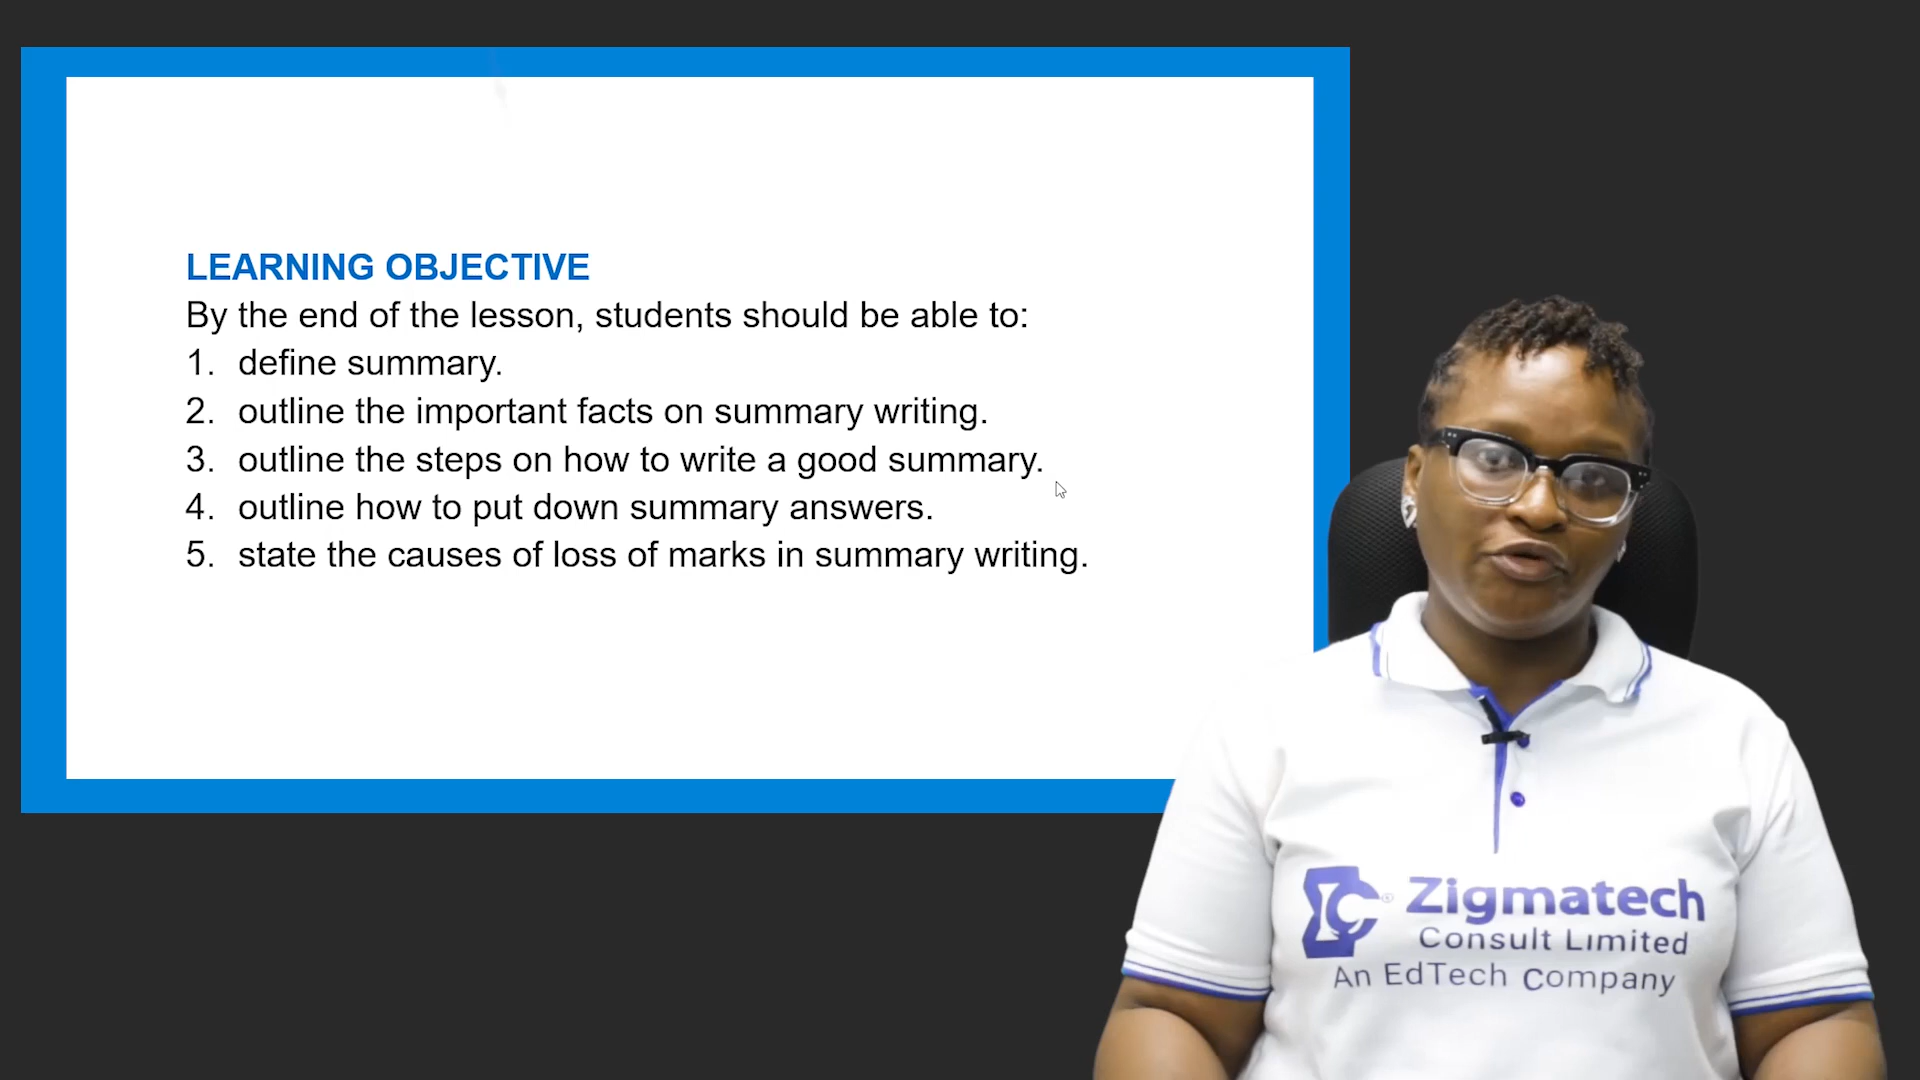 LEARNING OBJECTIVE
By the end of the lesson, students should be able to:
1. define summary.
2. outline the important facts on summary writing.
3. outline the steps on how to write a good summary.
4. outline how to put down summary answers.
5. state the causes of loss of marks in summary writing.
Zigmatech
Consult Limited
An EdTech Company